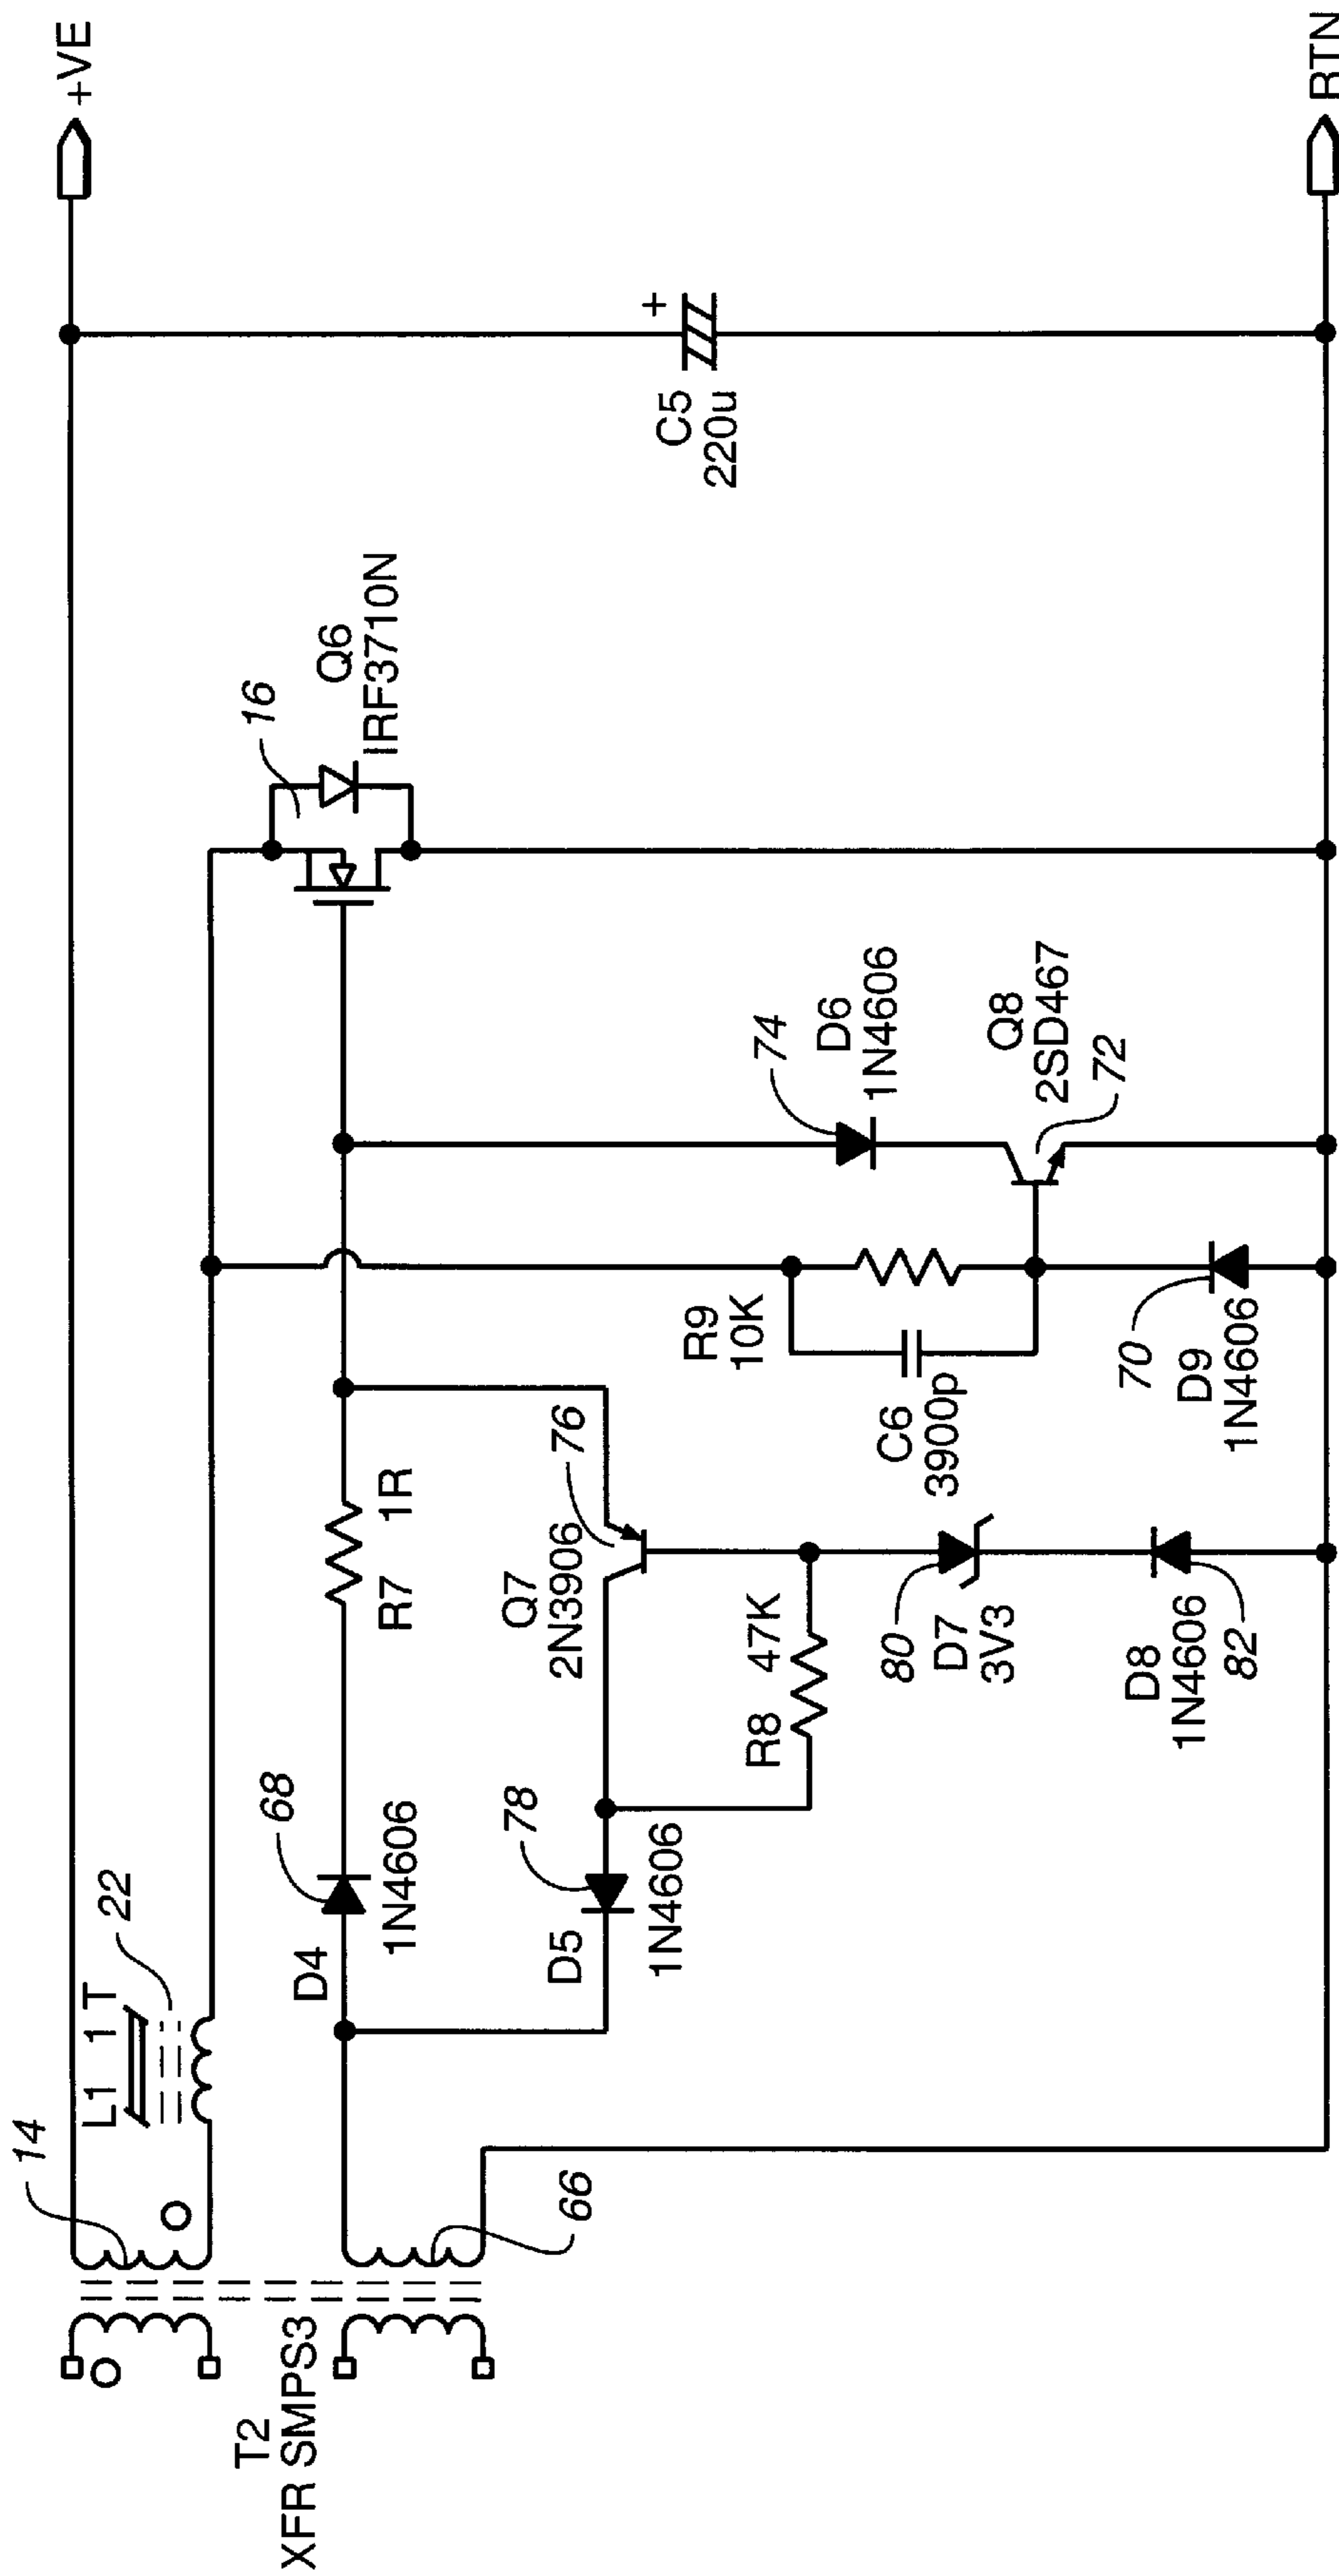 +VE
RTN
14
L1 1T
22
T2
XFR SMPS3
66
D4
68
1N4606
R7 1R
D5
78
1N4606
Q7
2N3906
76
R8 47K
80
D7
3V3
D8
1N4606
82
R9
10K
C6
3900p
70
D9
1N4606
74
D6
1N4606
Q8
2SD467
72
16
Q6
IRF3710N
+
C5
220u